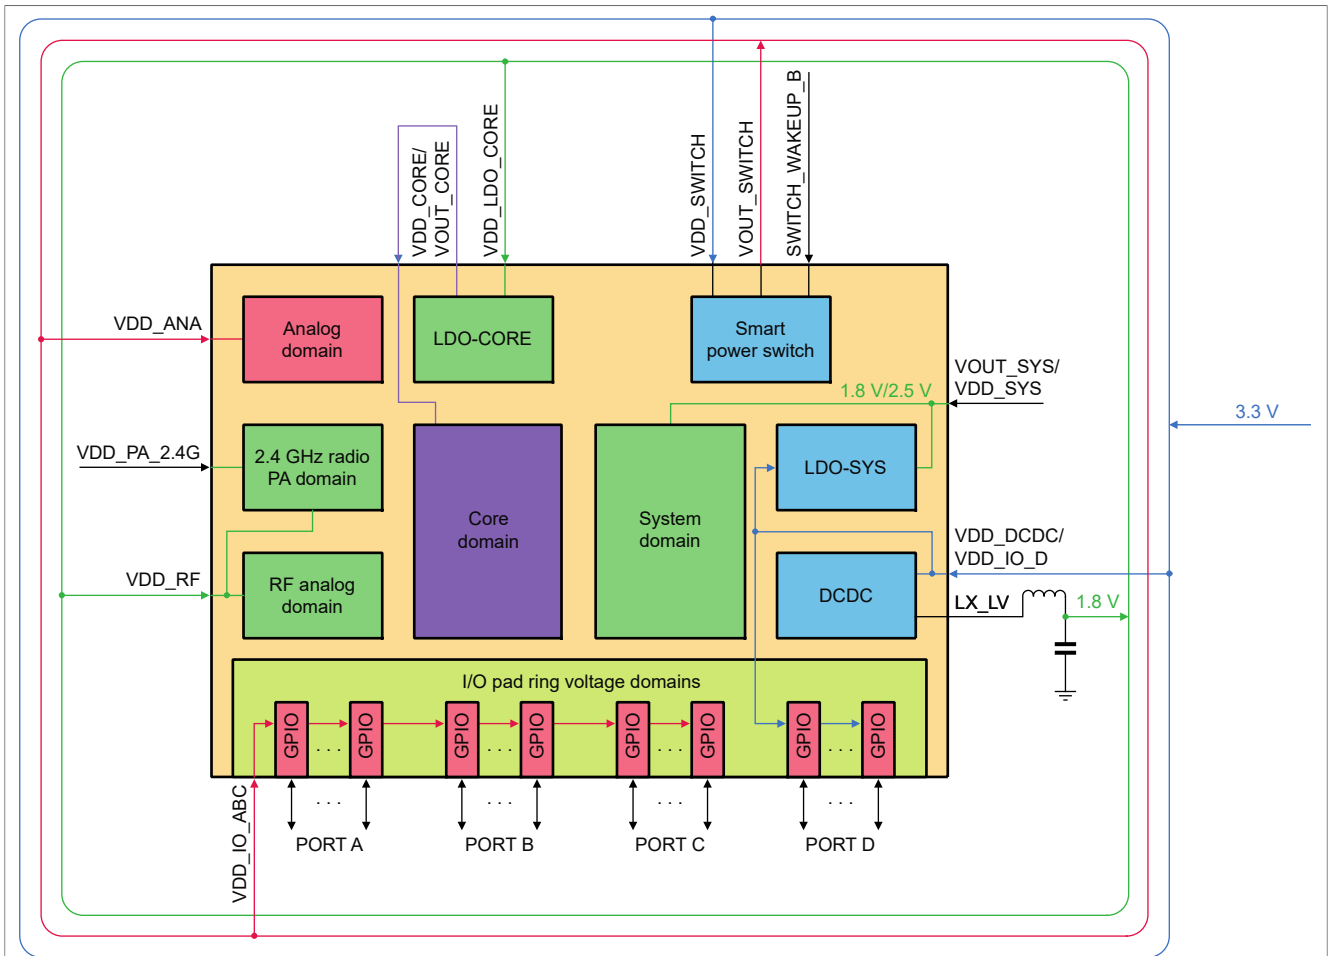 VDD_CORE/
VOUT_CORE
VDD_LDO_CORE
VDD_SWITCH
VOUT_SWITCH
SWITCH_WAKEUP_B
VDD_ANA
Analog
domain
LDO-CORE
Smart
power switch
VOUT_SYS/
VDD_SYS
1.8 V/2.5 V
3.3 V
VDD_PA_2.4G
2.4 GHz radio
PA domain
Core
domain
System
domain
LDO-SYS
VDD_DCDC/
VDD_IO_D
VDD_RF
RF analog
domain
DCDC
LX_LV
1.8 V
I/O pad ring voltage domains
GPIO
. . .
GPIO
GPIO
. . .
GPIO
GPIO
. . .
GPIO
GPIO
. . .
GPIO
VDD_IO_ABC
. . .
. . .
. . .
. . .
PORT A
PORT B
PORT C
PORT D